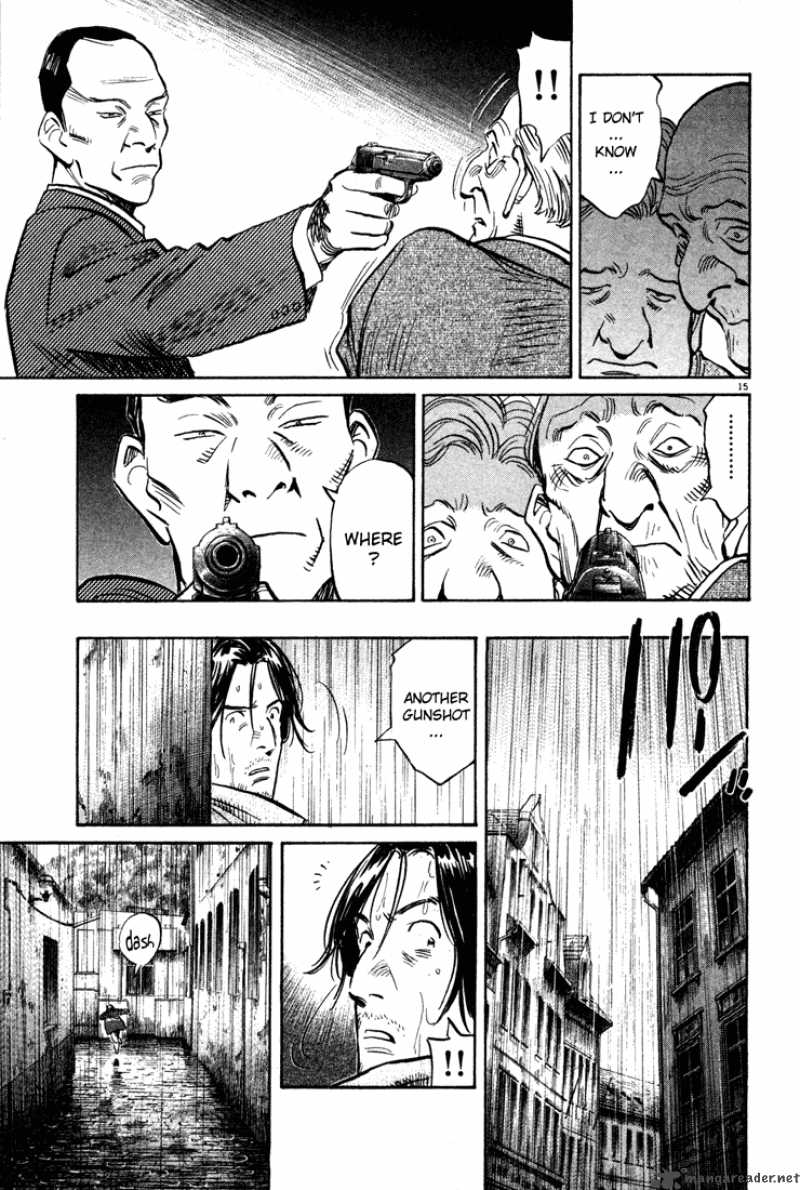 I DON'T
...
KNOW
...
!!
15
.........
WHERE
?
ANOTHER
GUNSHOT
...
!!
dash
mangareader.net